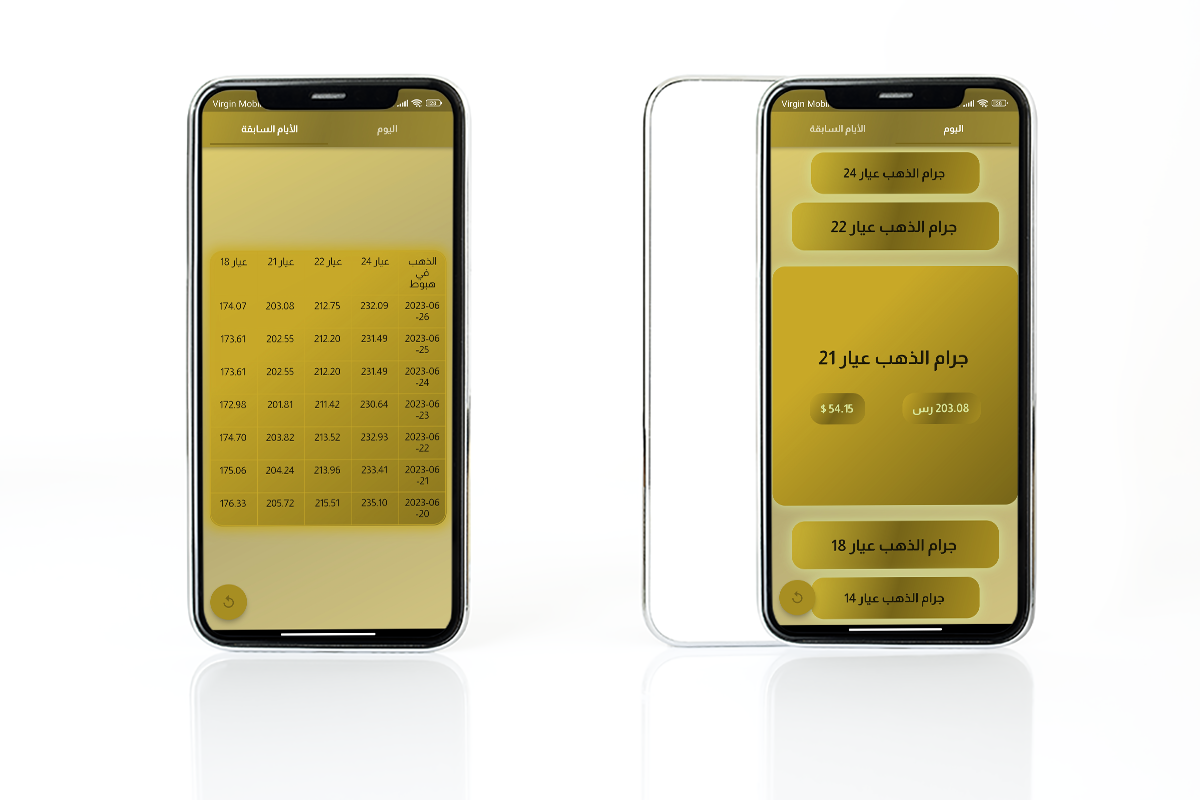 Virgin Mobi
اليوم
الأيام السابقة
الذهب في هبوط عيار 24 عيار 22 عيار 21 عيار 18
2023-06-26 232.09 212.75 203.08 174.07
2023-06-25 231.49 212.20 202.55 173.61
2023-06-24 231.49 212.20 202.55 173.61
2023-06-23 230.64 211.42 201.81 172.98
2023-06-22 232.93 213.52 203.82 174.70
2023-06-21 233.41 213.96 204.24 175.06
2023-06-20 235.10 215.51 205.72 176.33
Virgin Mobi
اليوم
الأيام السابقة
جرام الذهب عيار 24
جرام الذهب عيار 22
جرام الذهب عيار 21
203.08 رس
54.15 $
جرام الذهب عيار 18
جرام الذهب عيار 14